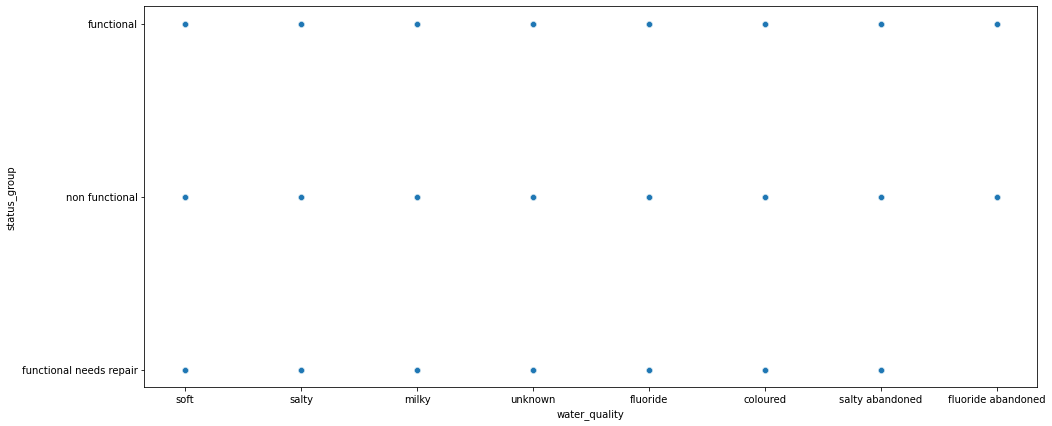 functional
status_group
non functional
functional needs repair
soft salty milky unknown fluoride coloured salty abandoned fluoride abandoned
water_quality